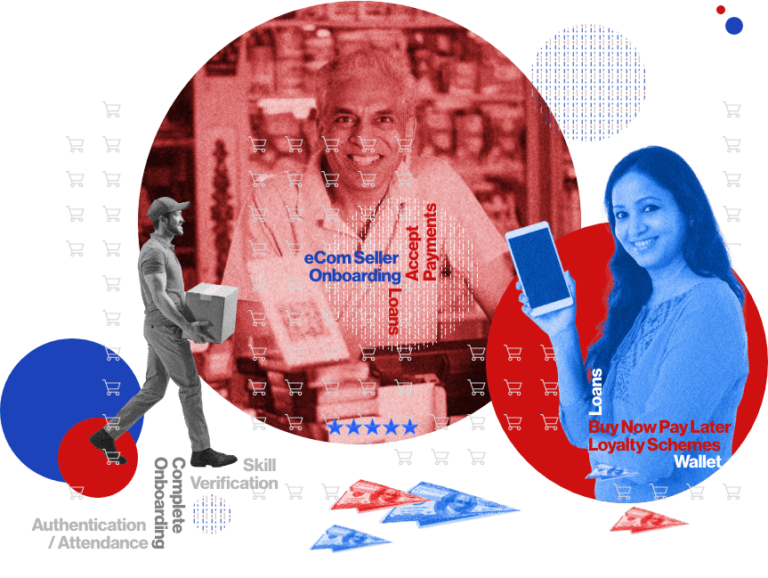 eCom Seller
Onboarding
Accept
Payments
Loans
Loans
Buy Now Pay Later
Loyalty Schemes
Wallet
Complete
Onboarding
Skill
Verification
Authentication
/ Attendance